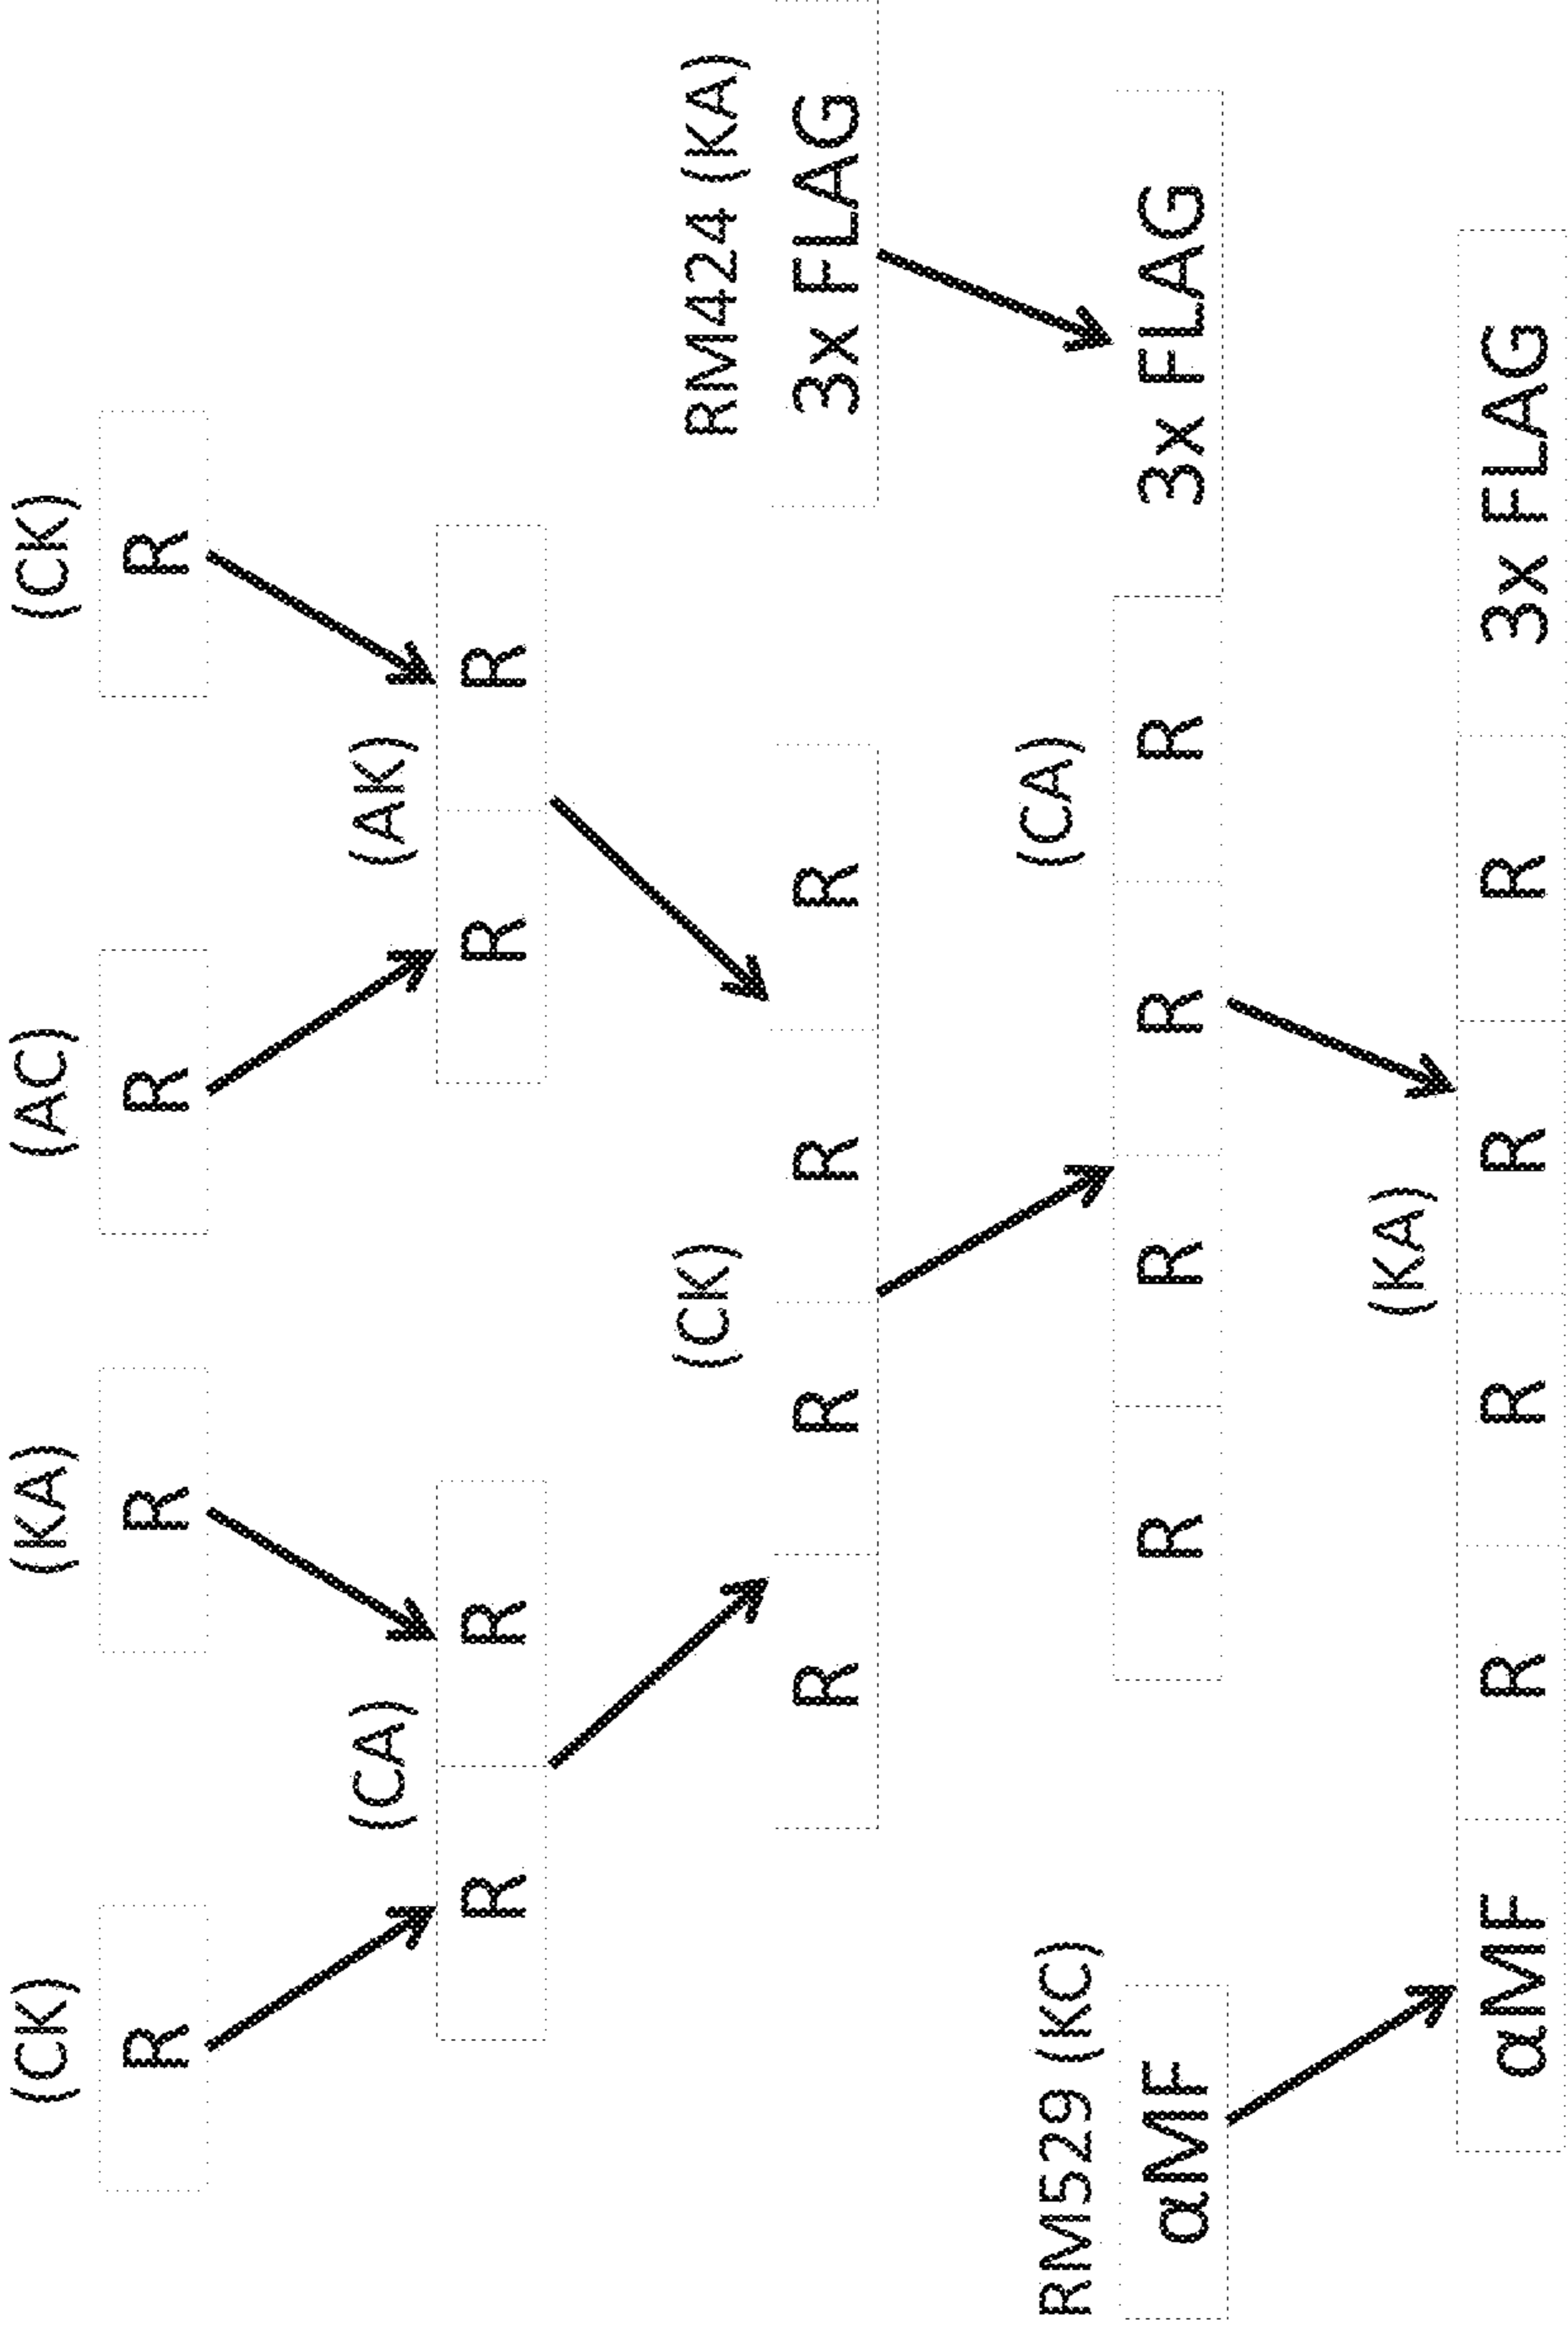 (CK) (KA) (AC) (CK)
R R R R
(CA) (AK)
R R R R
(CK) RM424 (KA)
R R R R 3x FLAG
RM529 (KC) (CA)
αMF R R R R 3x FLAG
(KA)
αMF R R R R 3x FLAG